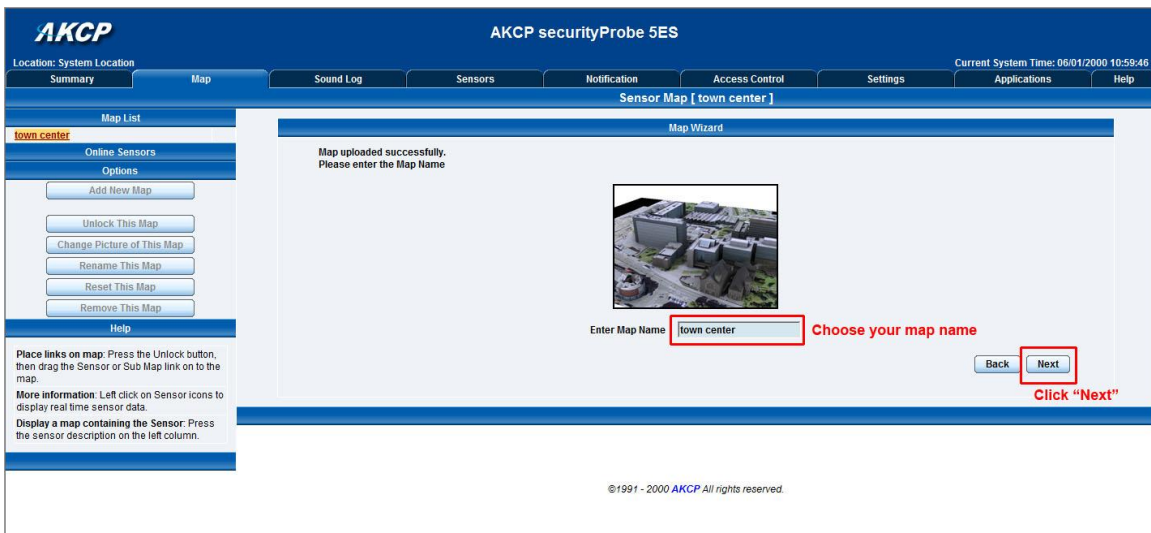 AKCP
AKCP securityProbe 5ES
Location: System Location
Current System Time: 06/01/2000 10:59:46
Summary
Map
Sound Log
Sensors
Notification
Access Control
Settings
Applications
Help
Sensor Map [ town center ]
Map List
town center
Online Sensors
Options
Add New Map
Unlock This Map
Change Picture of This Map
Rename This Map
Reset This Map
Remove This Map
Help
Place links on map: Press the Unlock button,
then drag the Sensor or Sub Map link on to the
map.
More information: Left click on Sensor icons to
display real time sensor data.
Display a map containing the Sensor: Press
the sensor description on the left column.
Map Wizard
Map uploaded successfully.
Please enter the Map Name
Enter Map Name
town center
Choose your map name
Back
Next
Click “Next”
©1991 - 2000 AKCP All rights reserved.